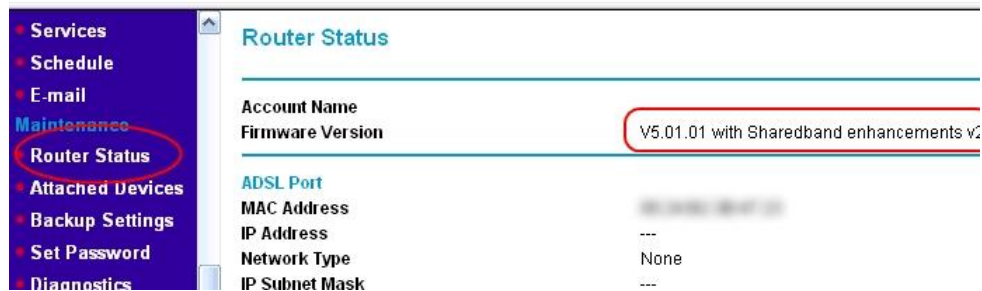 Services
Schedule
E-mail
Maintenance
Router Status
Attached Devices
Backup Settings
Set Password
Diagnostics
Router Status
Account Name
Firmware Version V5.01.01 with Sharedband enhancements v2
ADSL Port
MAC Address
IP Address ---
Network Type None
IP Subnet Mask ---